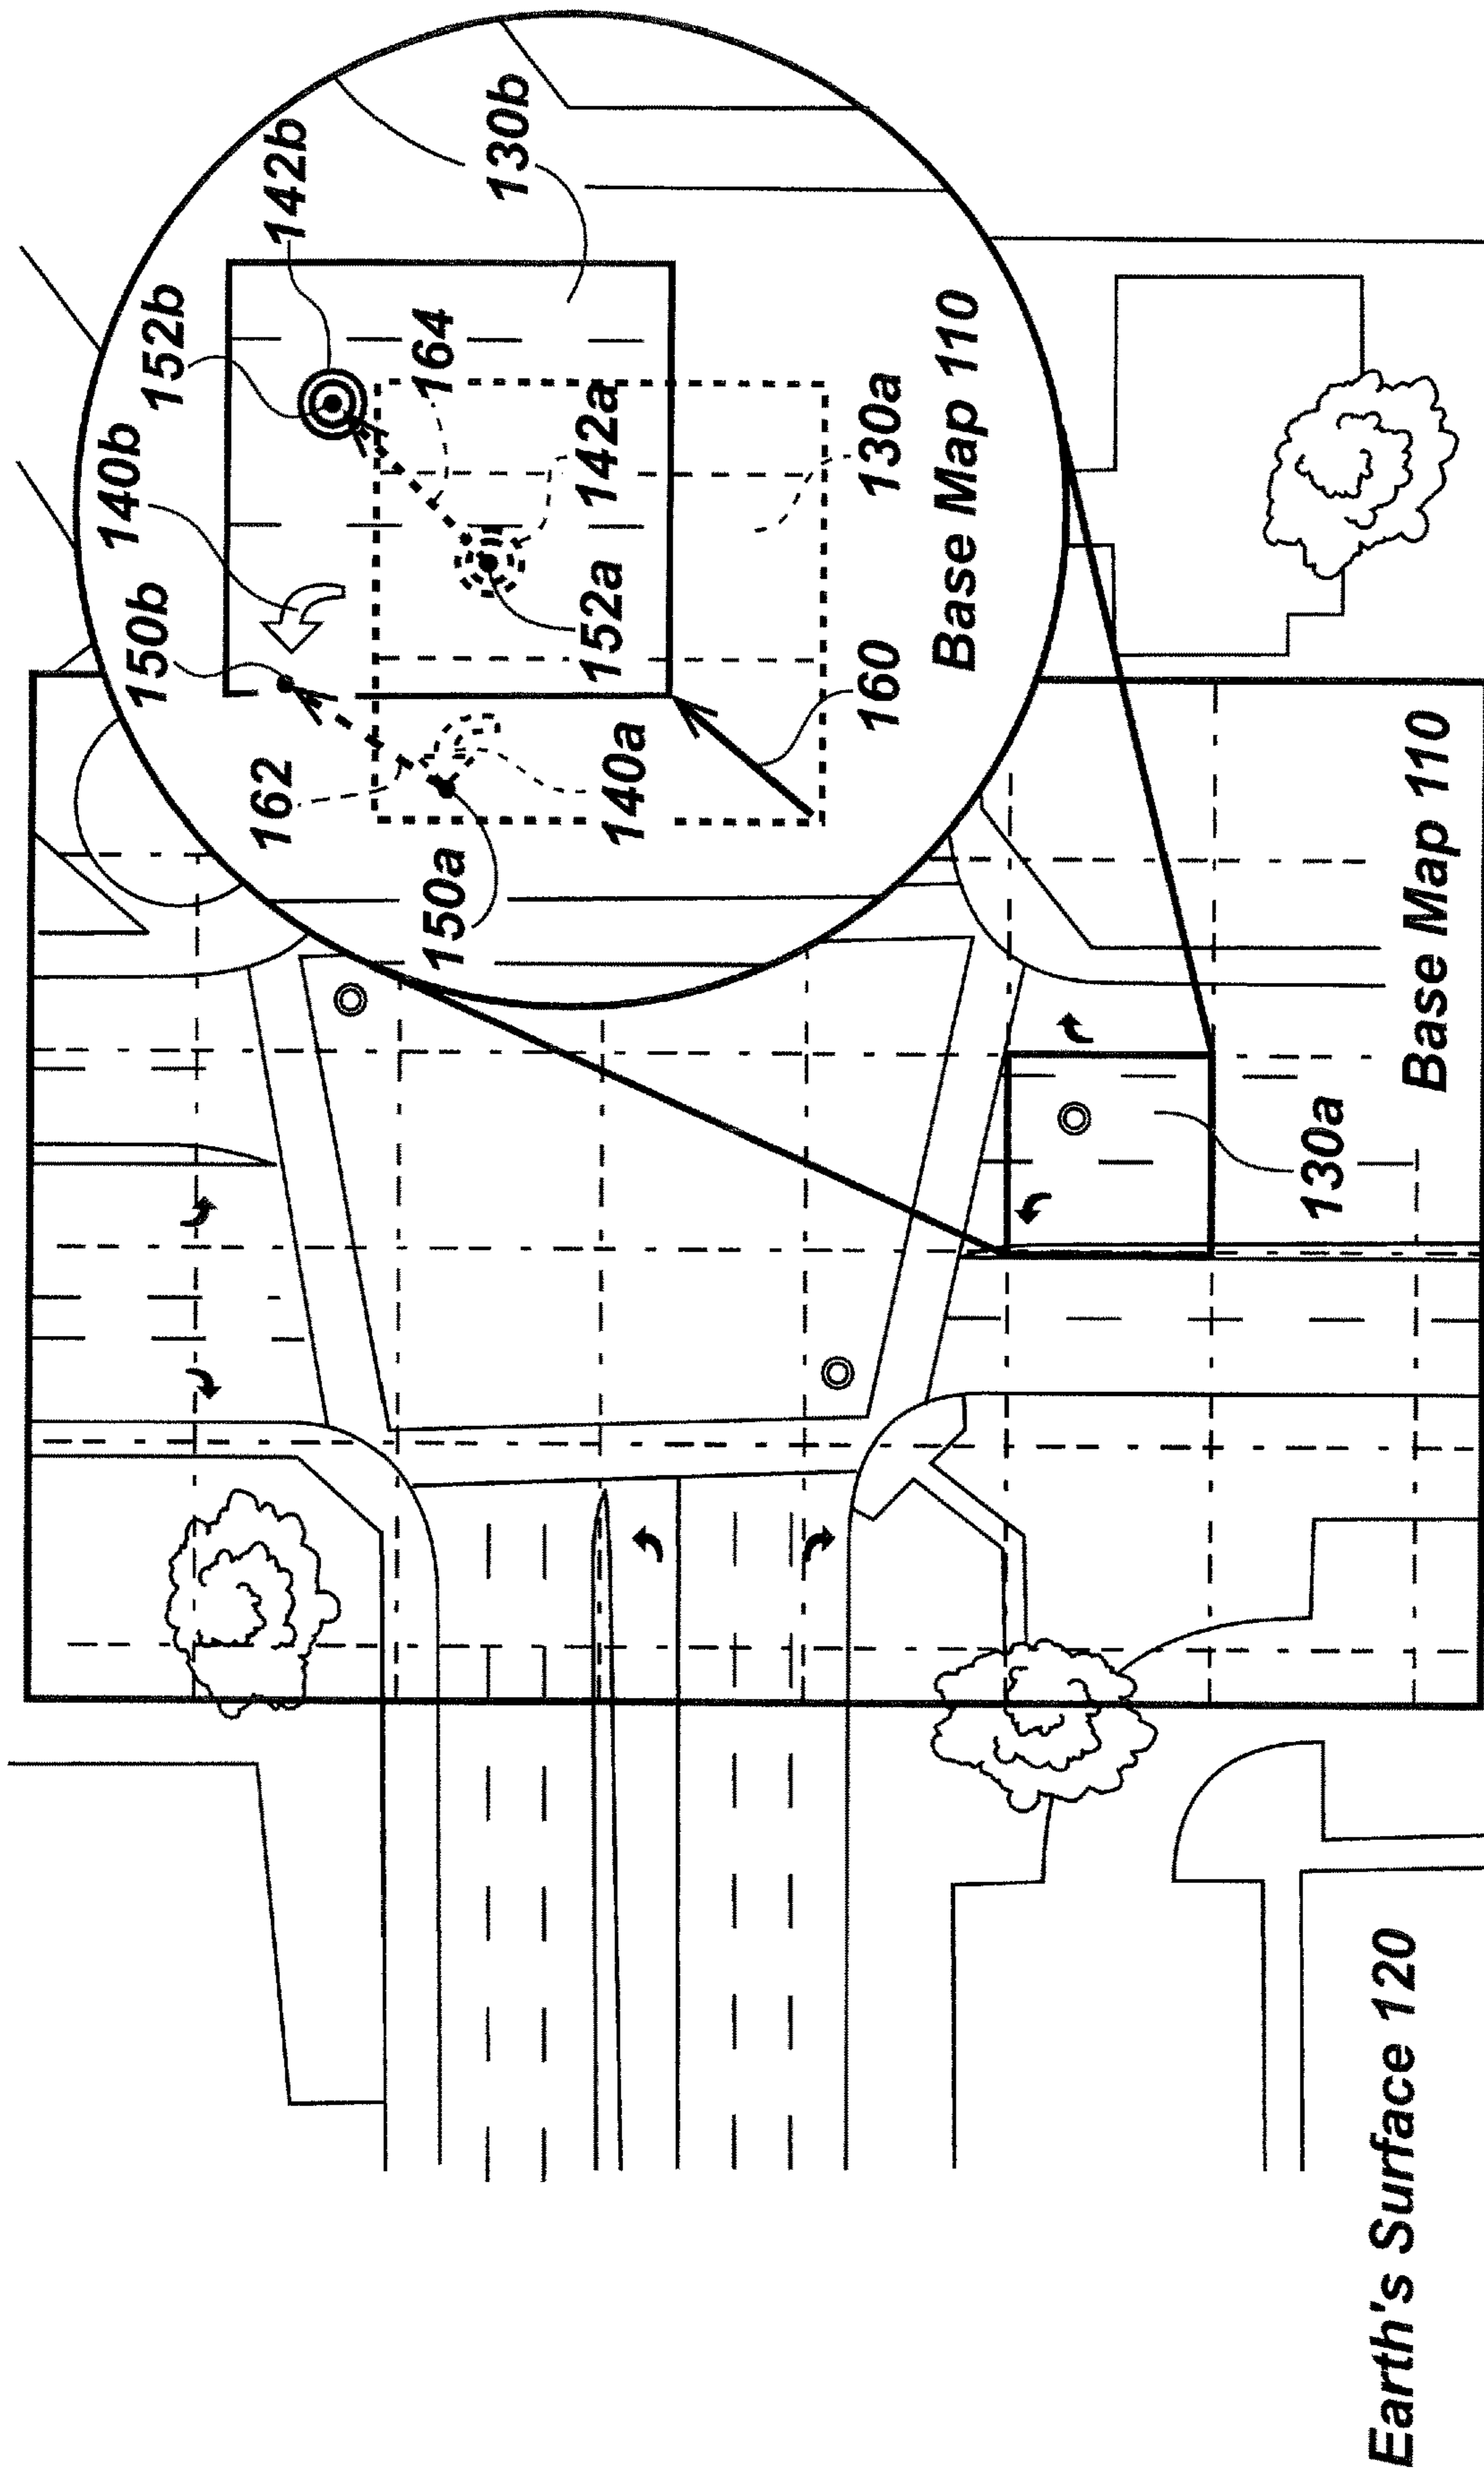 150b
140b
152b
162
142b
150a
164
130b
140a
152a
142a
160
130a
Base Map 110
130a
Earth's Surface 120
Base Map 110